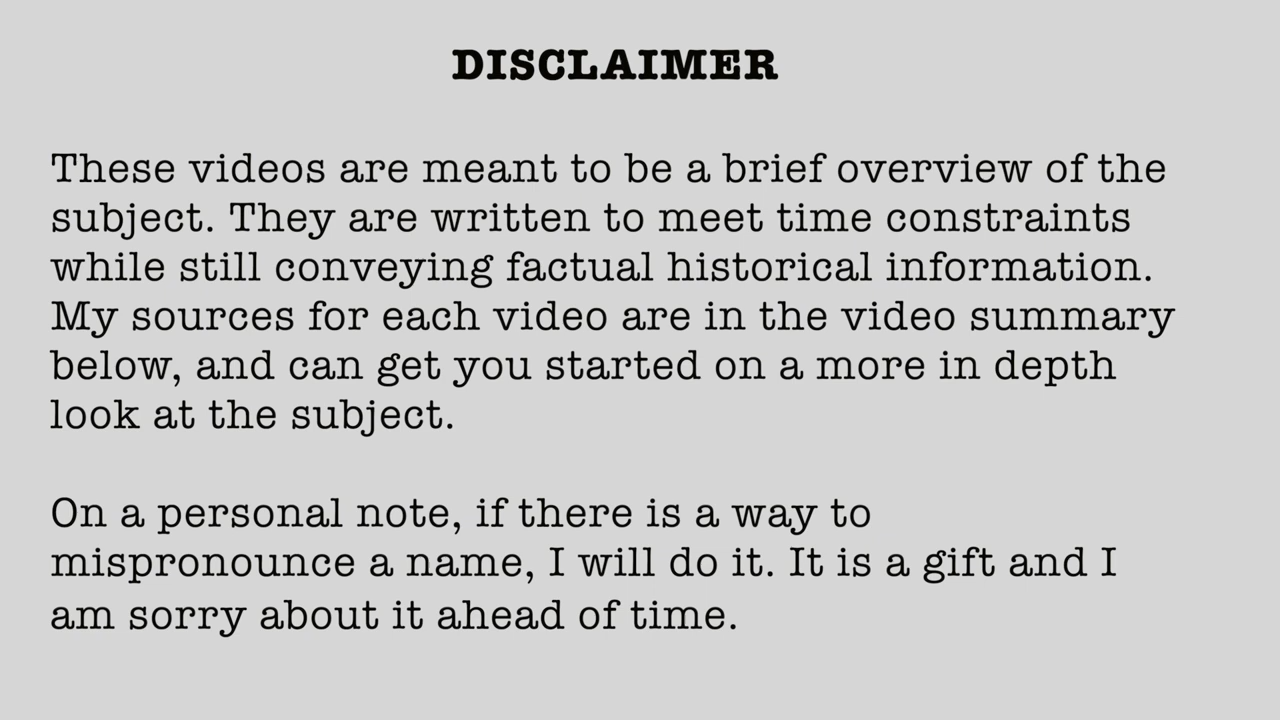 DISCLAIMER
These videos are meant to be a brief overview of the
subject. They are written to meet time constraints
while still conveying factual historical information.
My sources for each video are in the video summary
below, and can get you started on a more in depth
look at the subject.
On a personal note, if there is a way to
mispronounce a name, I will do it. It is a gift and I
am sorry about it ahead of time.